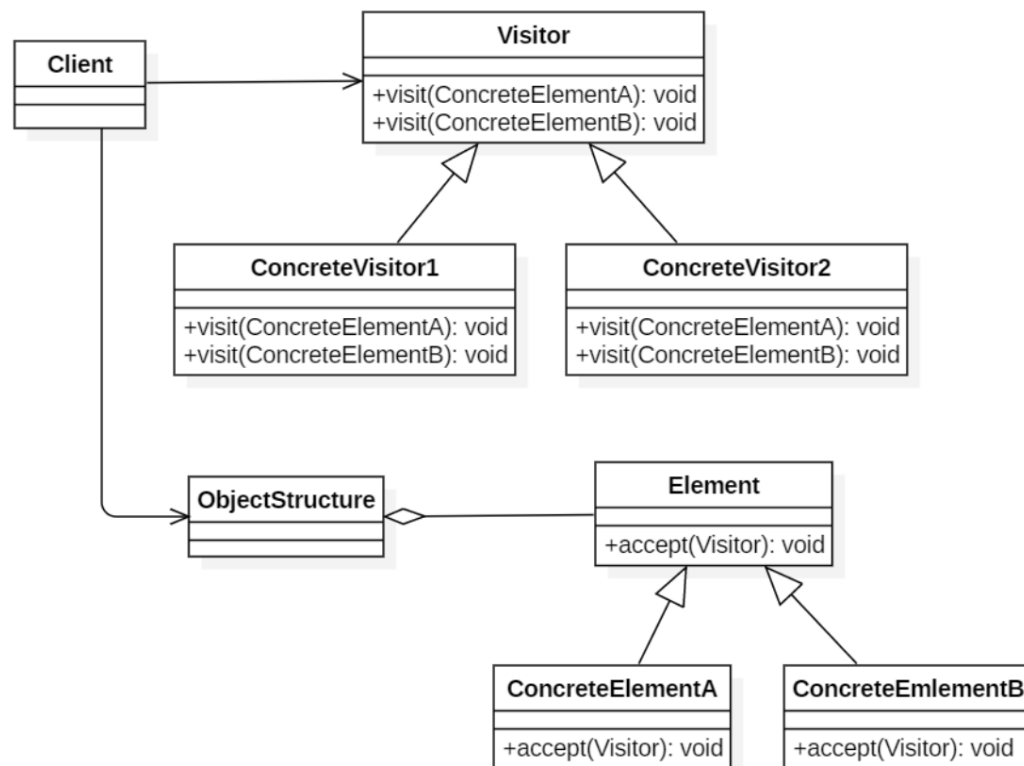 Client
Visitor
+visit(ConcreteElementA): void
+visit(ConcreteElementB): void
ConcreteVisitor1
+visit(ConcreteElementA): void
+visit(ConcreteElementB): void
ConcreteVisitor2
+visit(ConcreteElementA): void
+visit(ConcreteElementB): void
ObjectStructure
Element
+accept(Visitor): void
ConcreteElementA
+accept(Visitor): void
ConcreteEmlementB
+accept(Visitor): void